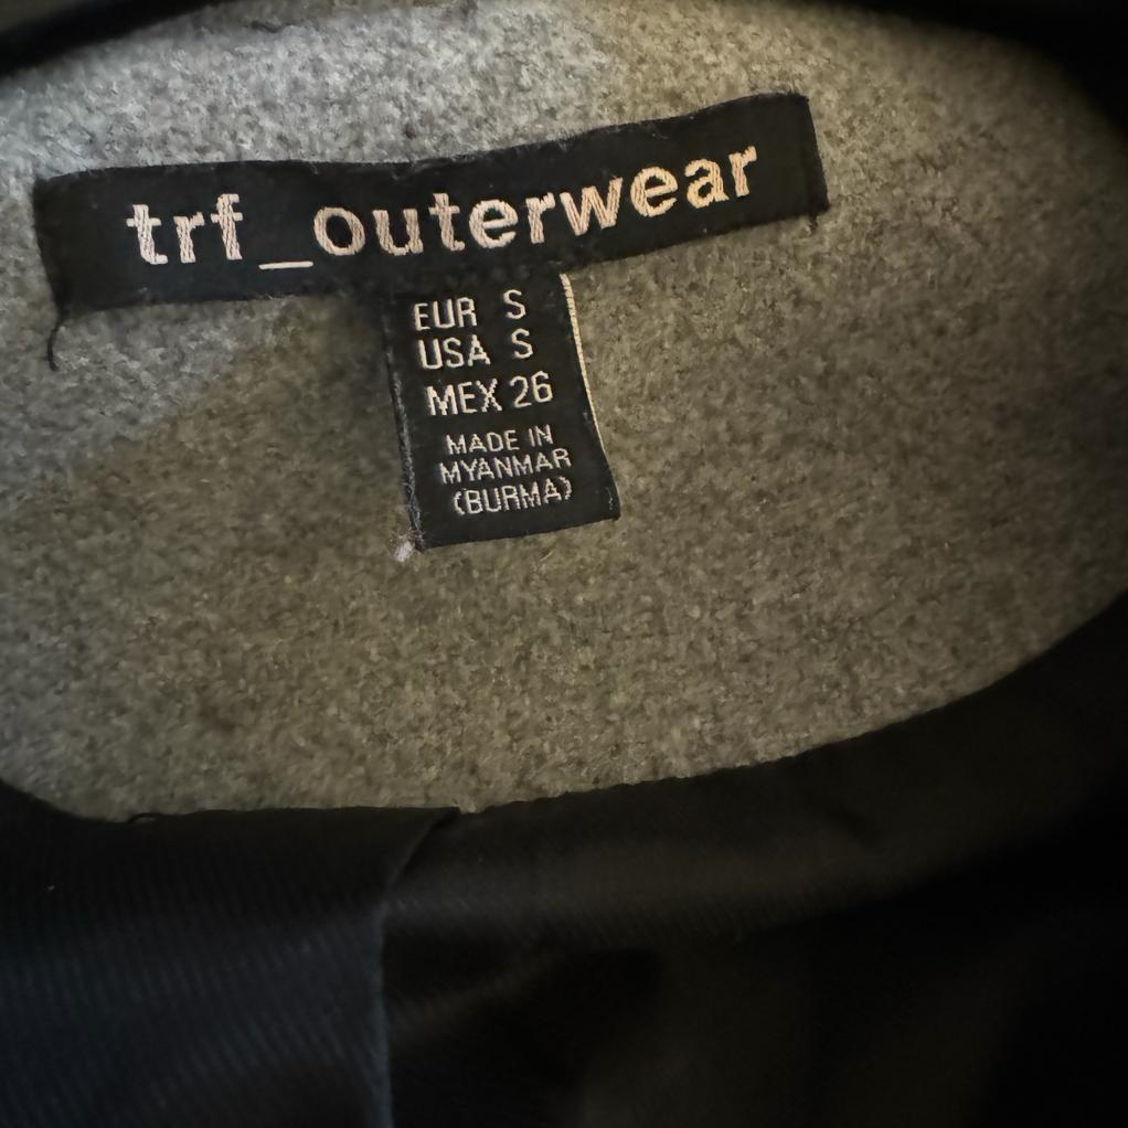 trf_outerwear
EUR S
USA S
MEX 26
MADE IN
MYANMAR
(BURMA)